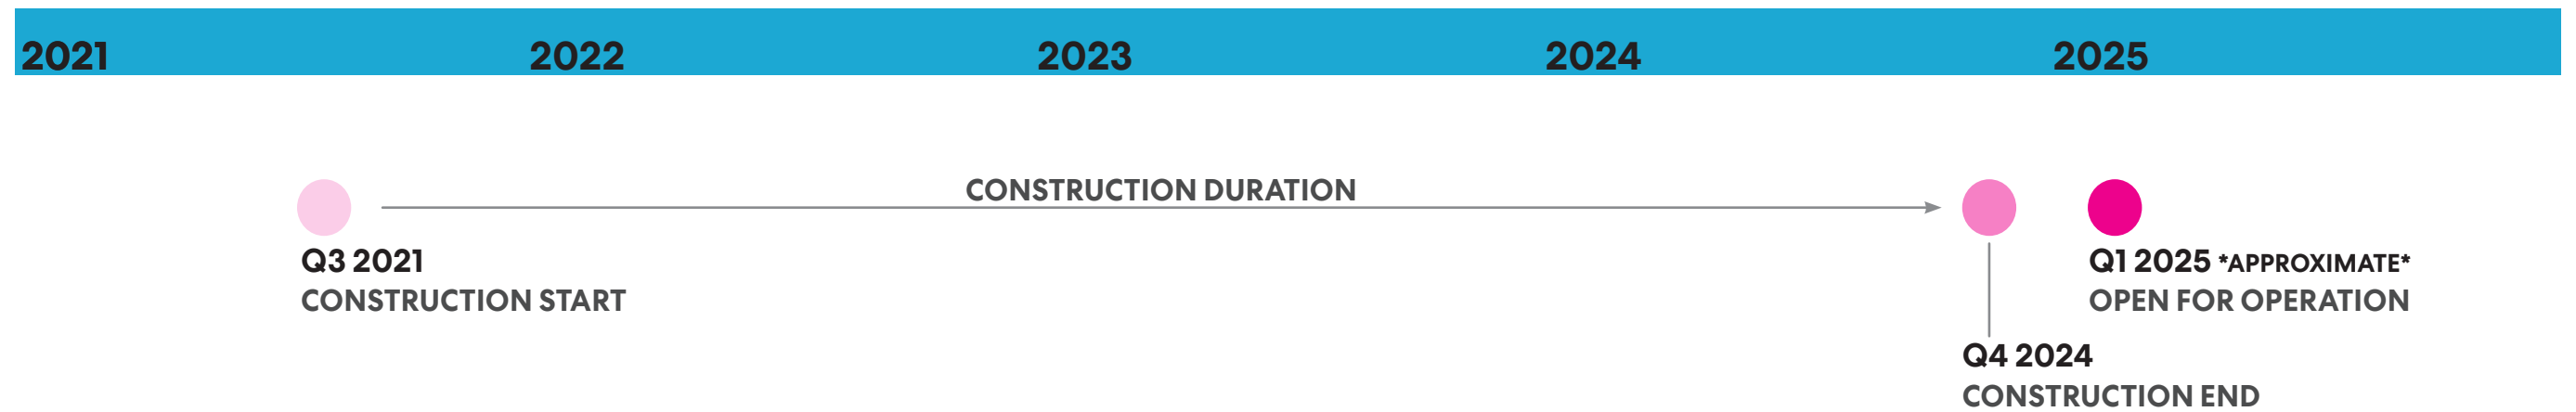 2021 2022 2023 2024 2025
CONSTRUCTION DURATION
Q3 2021
CONSTRUCTION START
Q1 2025 *APPROXIMATE*
OPEN FOR OPERATION
Q4 2024
CONSTRUCTION END